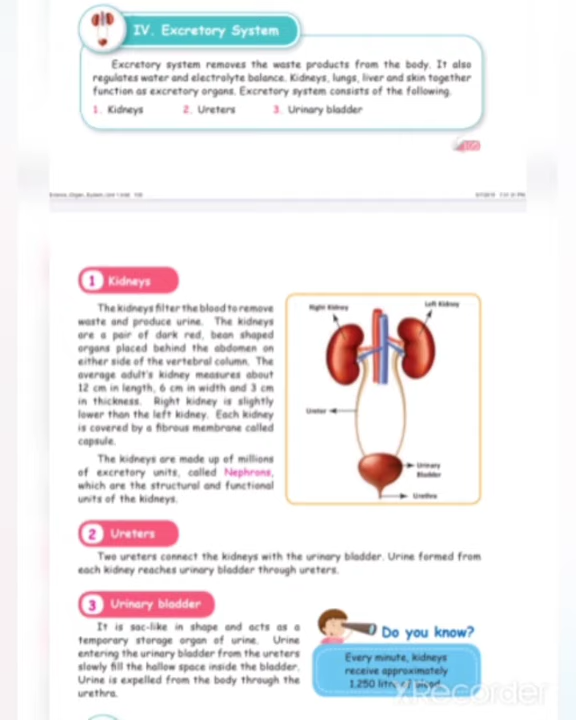 IV. Excretory System
Excretory system removes the waste products from the body. It also
regulates water and electrolyte balance. Kidneys, lungs, liver and skin together
function as excretory organs. Excretory system consists of the following.
1. Kidneys 2. Ureters 3. Urinary bladder
1 Kidneys
The kidneys filter the blood to remove
waste and produce urine. The kidneys
are a pair of dark red, bean shaped
organs placed behind the abdomen on
either side of the vertebral column. The
average adult's kidney measures about
12 cm in length, 6 cm in width and 3 cm
in thickness. Right kidney is slightly
lower than the left kidney. Each kidney
is covered by a fibrous membrane called
capsule.
The kidneys are made up of millions
of excretory units, called Nephrons,
which are the structural and functional
units of the kidneys.
Right Kidney
Left Kidney
Ureter
Urinary
Bladder
Urethra
2 Ureters
Two ureters connect the kidneys with the urinary bladder. Urine formed from
each kidney reaches urinary bladder through ureters.
3 Urinary bladder
It is sac-like in shape and acts as a
temporary storage organ of urine. Urine
entering the urinary bladder from the ureters
slowly fill the hallow space inside the bladder.
Urine is expelled from the body through the
urethra.
Do you know?
Every minute, kidneys
receive approximately
1,250
XRecorder